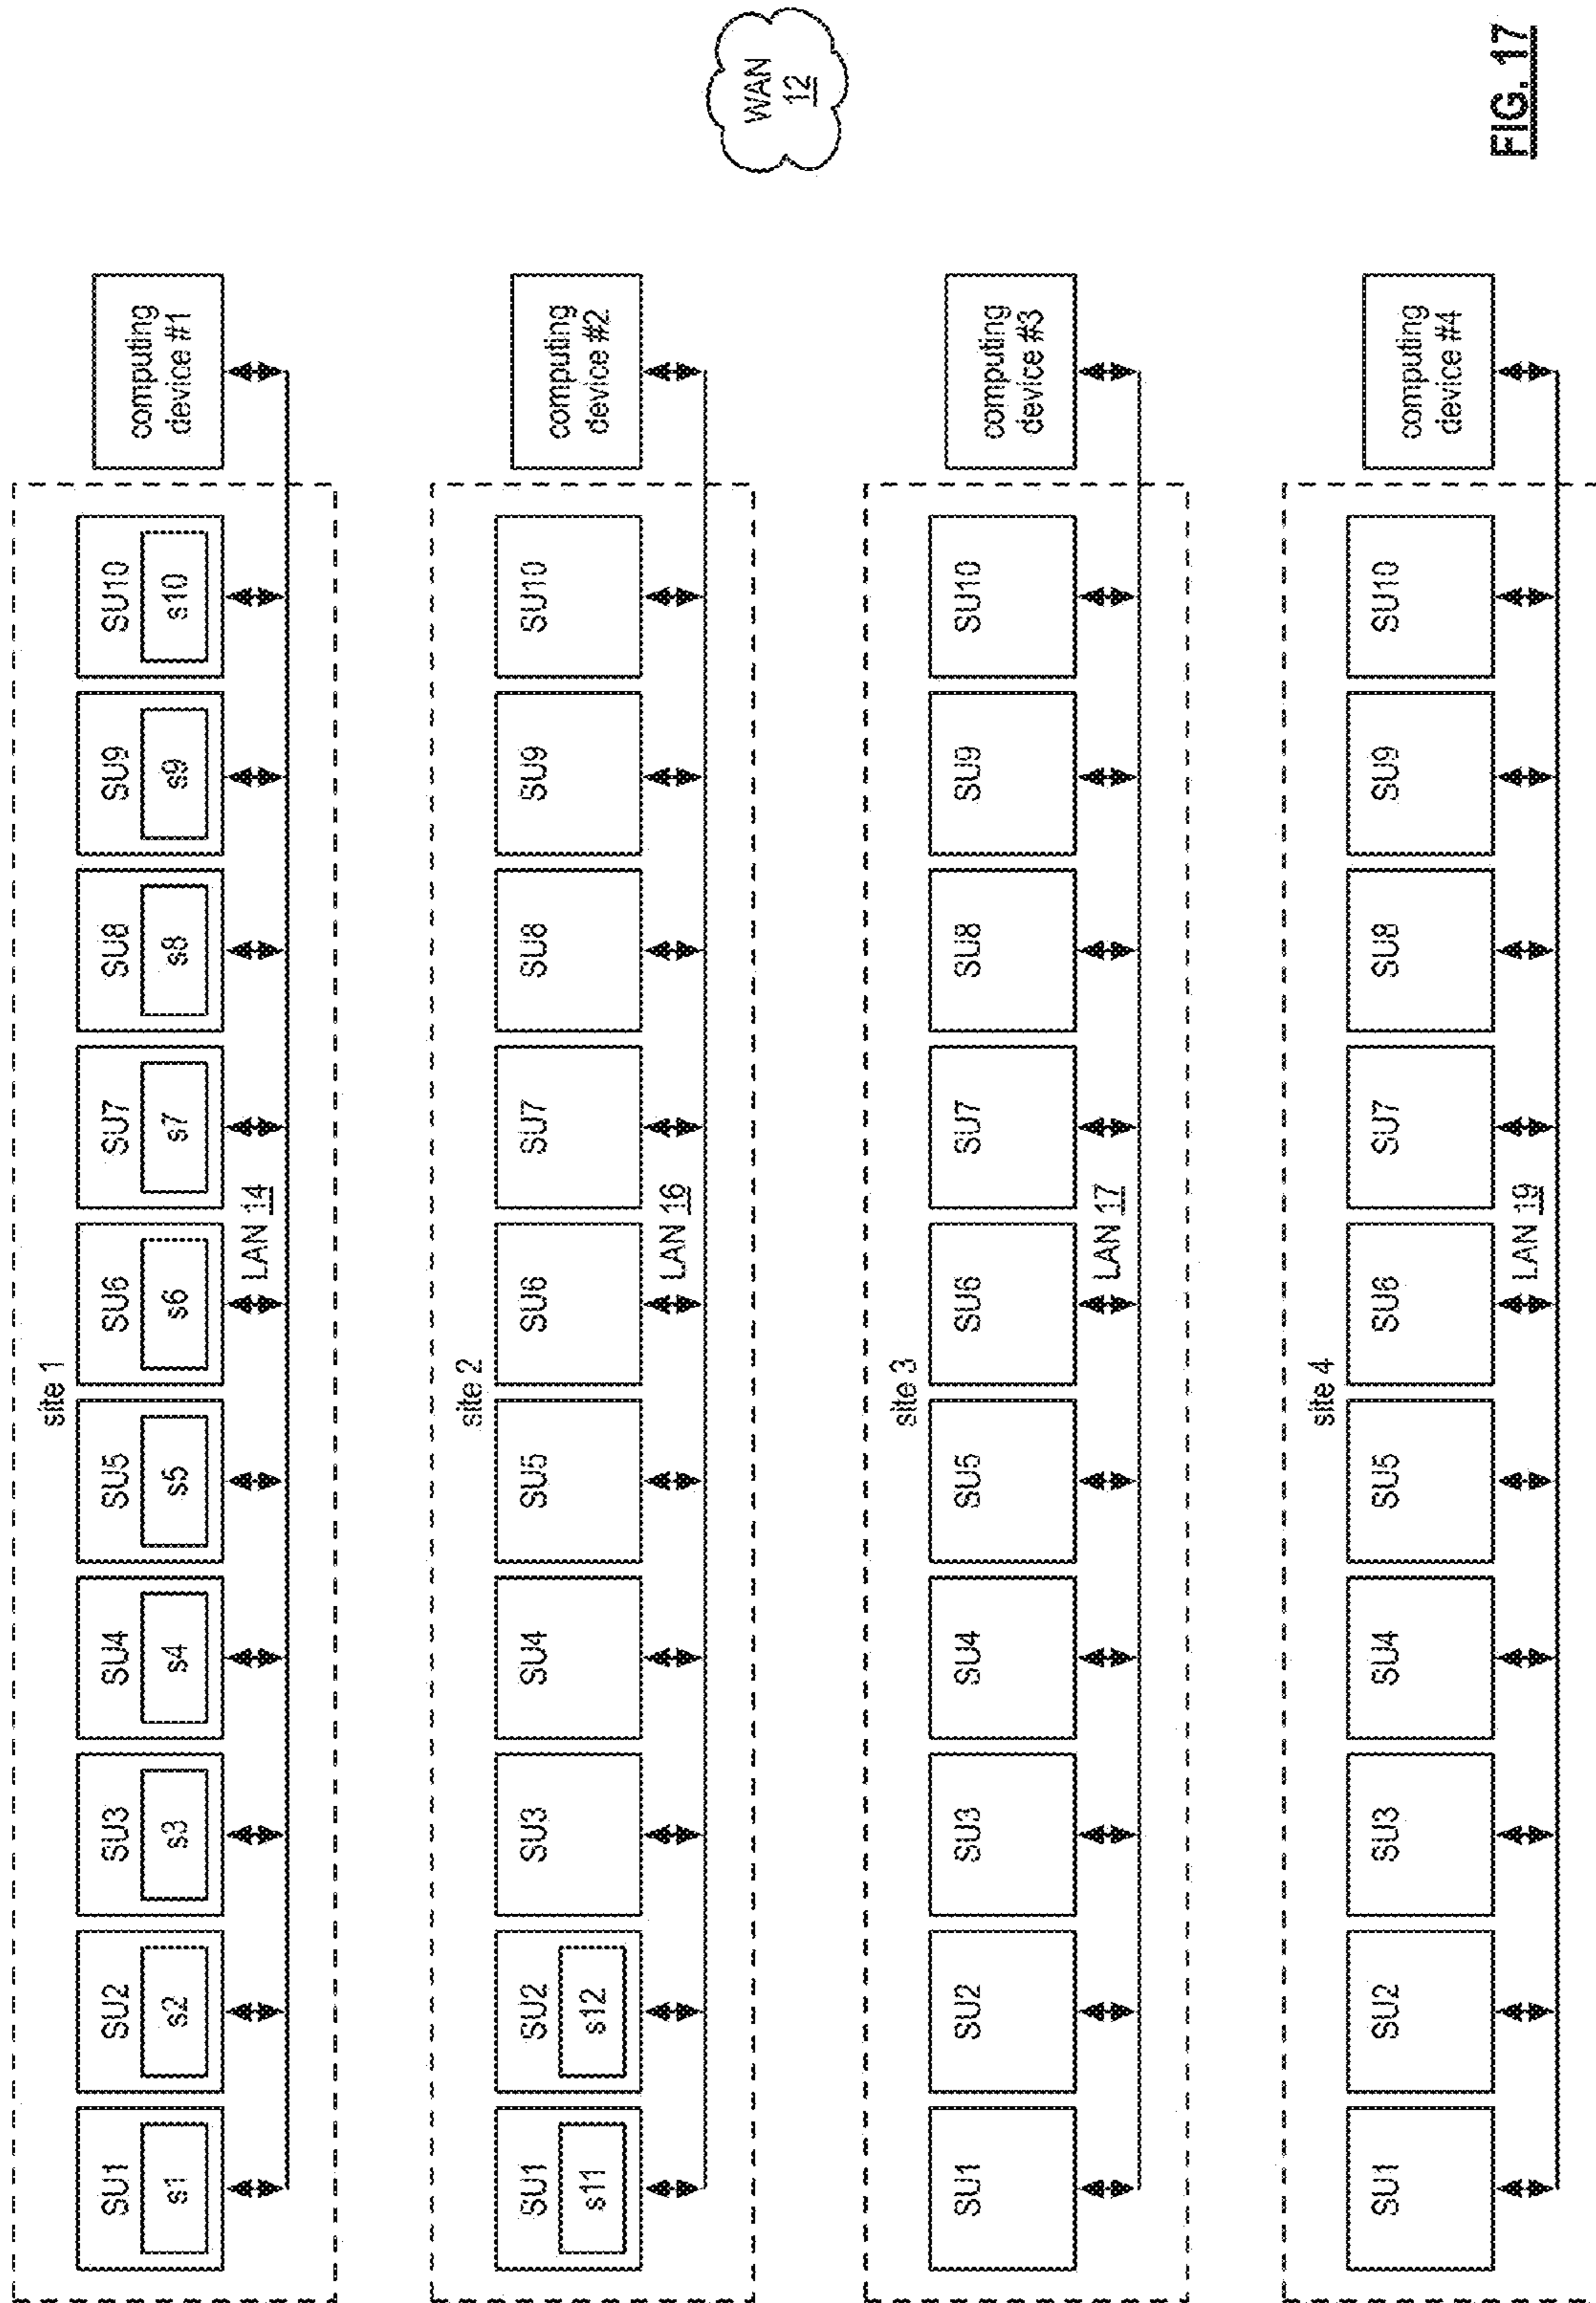 site 1
SU1
s1
SU2
s2
SU3
s3
SU4
s4
SU5
s5
SU6
s6
SU7
s7
SU8
s8
SU9
s9
SU10
s10
LAN 14
computing
device #1
site 2
SU1
s11
SU2
s12
SU3
SU4
SU5
SU6
SU7
SU8
SU9
SU10
LAN 16
computing
device #2
WAN
12
site 3
SU1
SU2
SU3
SU4
SU5
SU6
SU7
SU8
SU9
SU10
LAN 17
computing
device #3
site 4
SU1
SU2
SU3
SU4
SU5
SU6
SU7
SU8
SU9
SU10
LAN 19
computing
device #4
FIG. 17